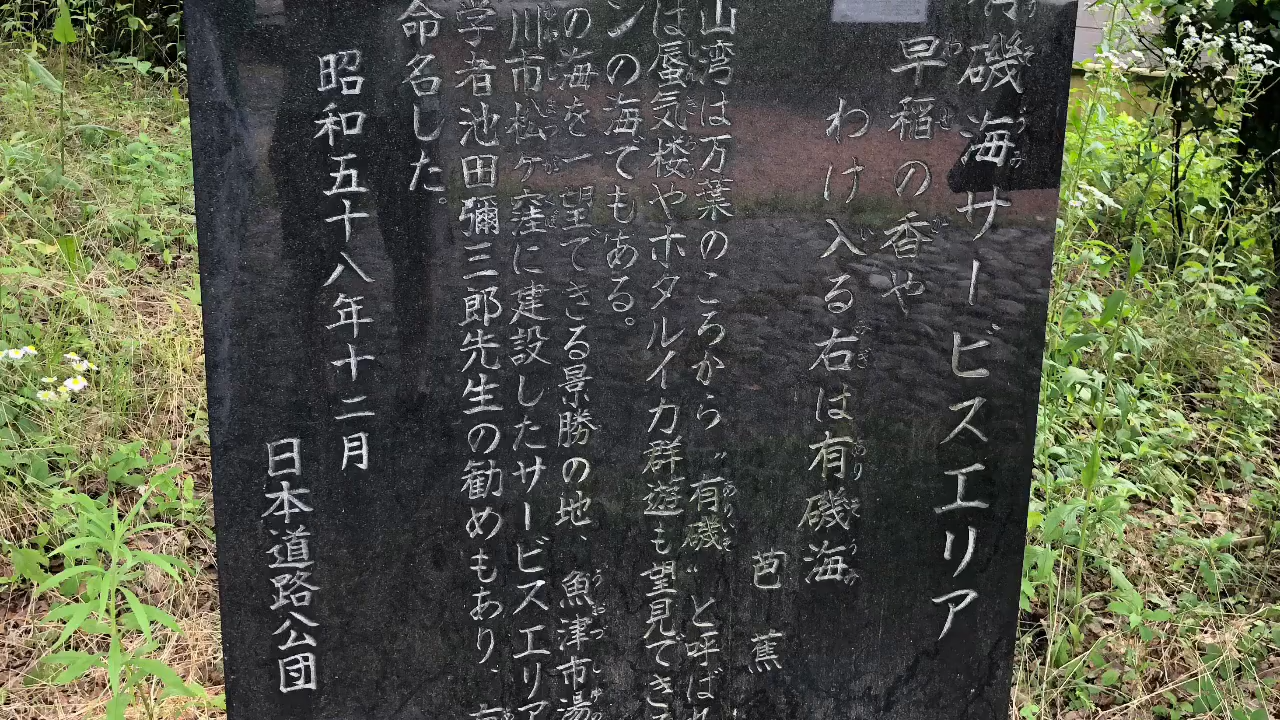 有磯海サービスエリア
早稲の香や
わけ入る右は有磯海
芭蕉
山湾は万葉のころから〝有磯〟と呼ばれ
は蜃気楼やホタルイカ群遊も望見でき
ンの海でもある。
の海を一望できる景勝の地、魚津市湯
川市松ヶ窪に建設したサービスエリア
学者池田彌三郎先生の勧めもあり、有
命名した。
昭和五十八年十二月
日本道路公団